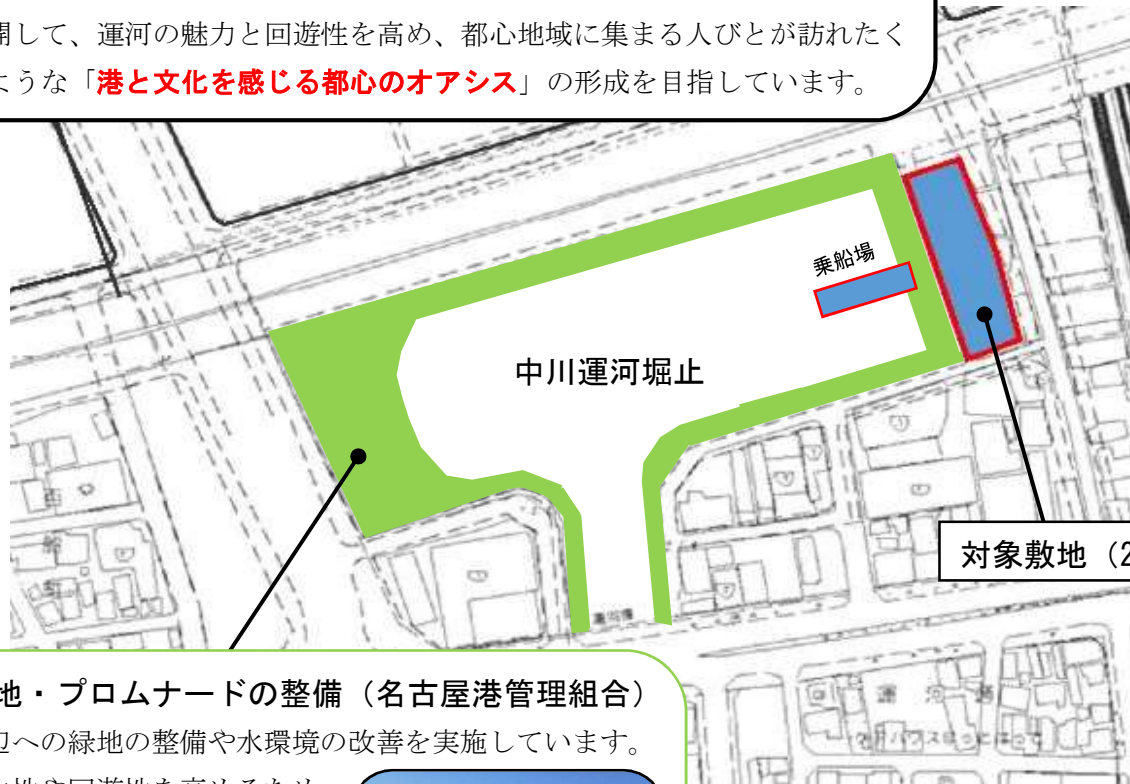 開して、運河の魅力と回遊性を高め、都心地域に集まる人びとが訪れたく
ような「港と文化を感じる都心のオアシス」の形成を目指しています。
乗船場
中川運河堀止
対象敷地（2
地・プロムナードの整備（名古屋港管理組合）
辺への緑地の整備や水環境の改善を実施しています。